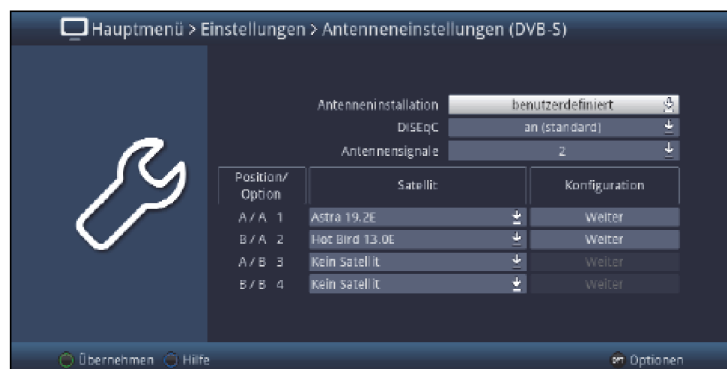 Hauptmenü > Einstellungen > Antenneneinstellungen (DVB-S)
Antenneninstallation benutzerdefiniert
DiSEqC an (standard)
Antennensignale 2
Position/
Option Satellit Konfiguration
A / A 1 Astra 19.2E Weiter
B / A 2 Hot Bird 13.0E Weiter
A / B 3 Kein Satellit Weiter
B / B 4 Kein Satellit Weiter
Übernehmen Hilfe OPT Optionen